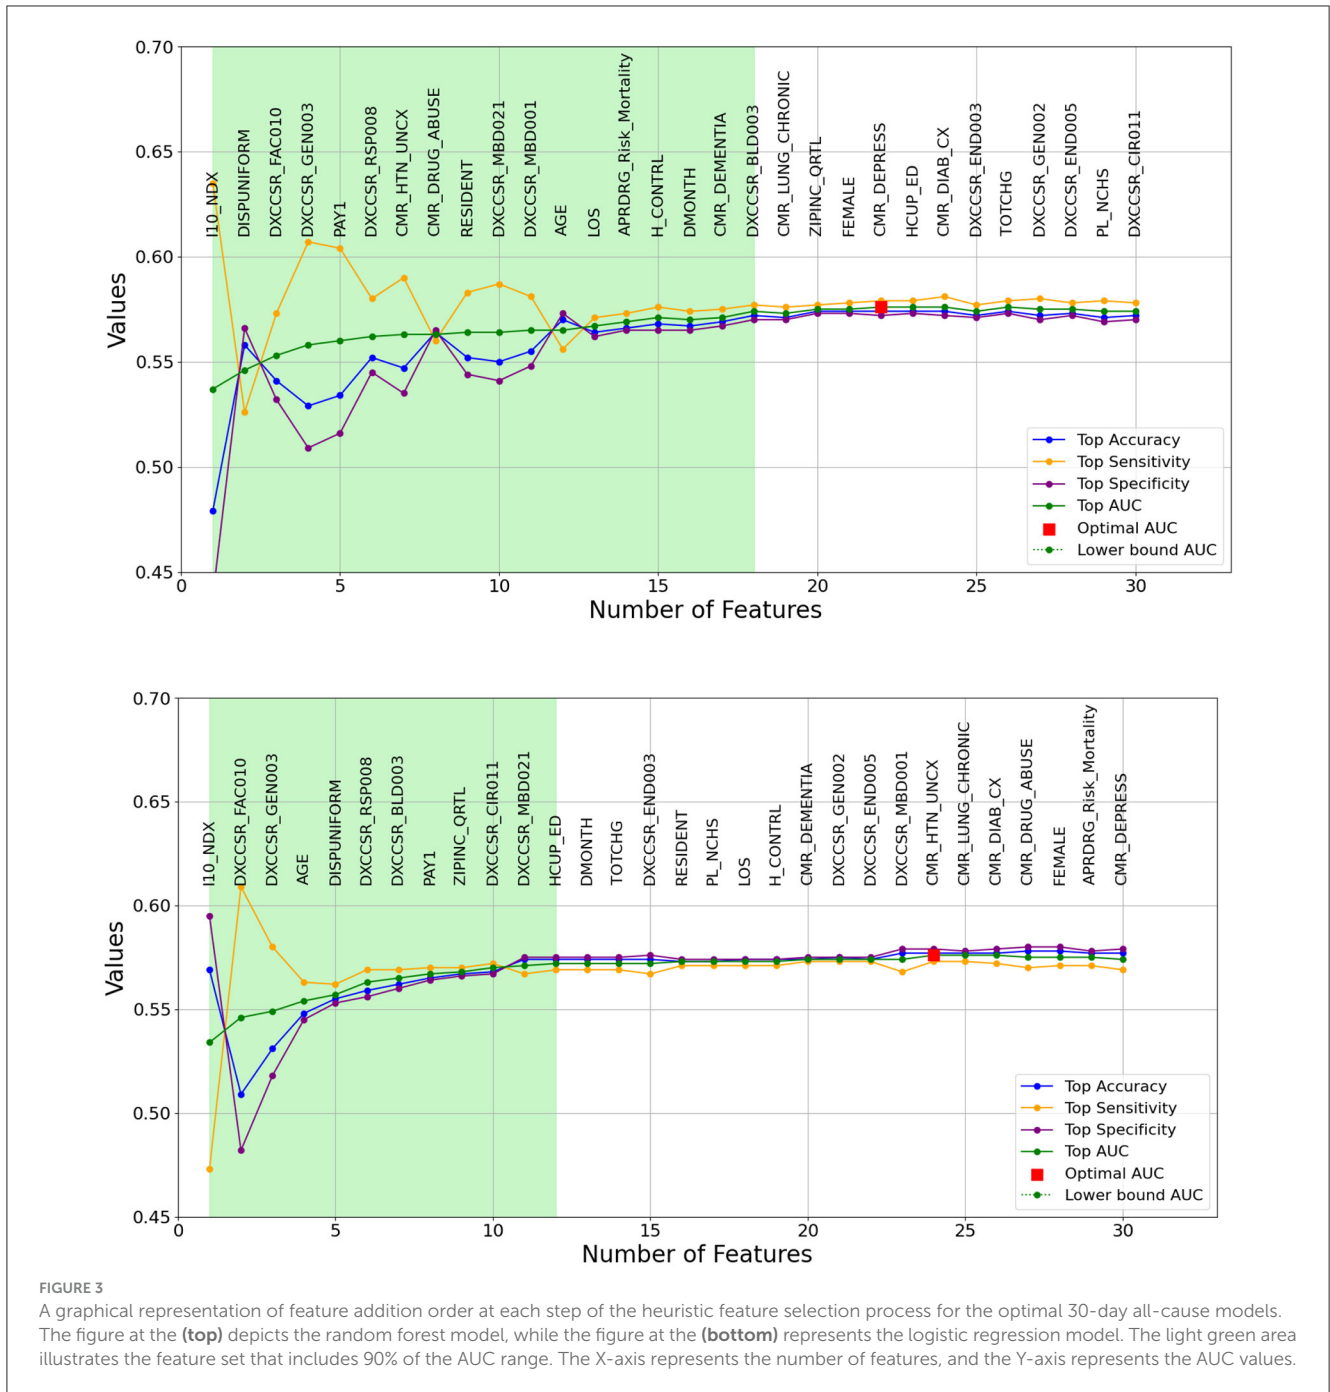 0.70
0.65
0.60
0.55
0.50
0.45
Values
I10_NDX
DISPUNIFORM
DXCCSR_FAC010
DXCCSR_GEN003
PAY1
DXCCSR_RSP008
CMR_HTN_UNCX
CMR_DRUG_ABUSE
RESIDENT
DXCCSR_MBD021
DXCCSR_MBD001
AGE
LOS
APRDRG_Risk_Mortality
H_CONTRL
DMONTH
CMR_DEMENTIA
DXCCSR_BLD003
CMR_LUNG_CHRONIC
ZIPINC_QRTL
FEMALE
CMR_DEPRESS
HCUP_ED
CMR_DIAB_CX
DXCCSR_END003
TOTCHG
DXCCSR_GEN002
DXCCSR_END005
PL_NCHS
DXCCSR_CIR011
Top Accuracy
Top Sensitivity
Top Specificity
Top AUC
Optimal AUC
Lower bound AUC
0 5 10 15 20 25 30
Number of Features
0.70
0.65
0.60
0.55
0.50
0.45
Values
I10_NDX
DXCCSR_FAC010
DXCCSR_GEN003
AGE
DISPUNIFORM
DXCCSR_RSP008
DXCCSR_BLD003
PAY1
ZIPINC_QRTL
DXCCSR_CIR011
DXCCSR_MBD021
HCUP_ED
DMONTH
TOTCHG
DXCCSR_END003
RESIDENT
PL_NCHS
LOS
H_CONTRL
CMR_DEMENTIA
DXCCSR_GEN002
DXCCSR_END005
DXCCSR_MBD001
CMR_HTN_UNCX
CMR_LUNG_CHRONIC
CMR_DIAB_CX
CMR_DRUG_ABUSE
FEMALE
APRDRG_Risk_Mortality
CMR_DEPRESS
Top Accuracy
Top Sensitivity
Top Specificity
Top AUC
Optimal AUC
Lower bound AUC
0 5 10 15 20 25 30
Number of Features
FIGURE 3
A graphical representation of feature addition order at each step of the heuristic feature selection process for the optimal 30-day all-cause models.
The figure at the (top) depicts the random forest model, while the figure at the (bottom) represents the logistic regression model. The light green area
illustrates the feature set that includes 90% of the AUC range. The X-axis represents the number of features, and the Y-axis represents the AUC values.